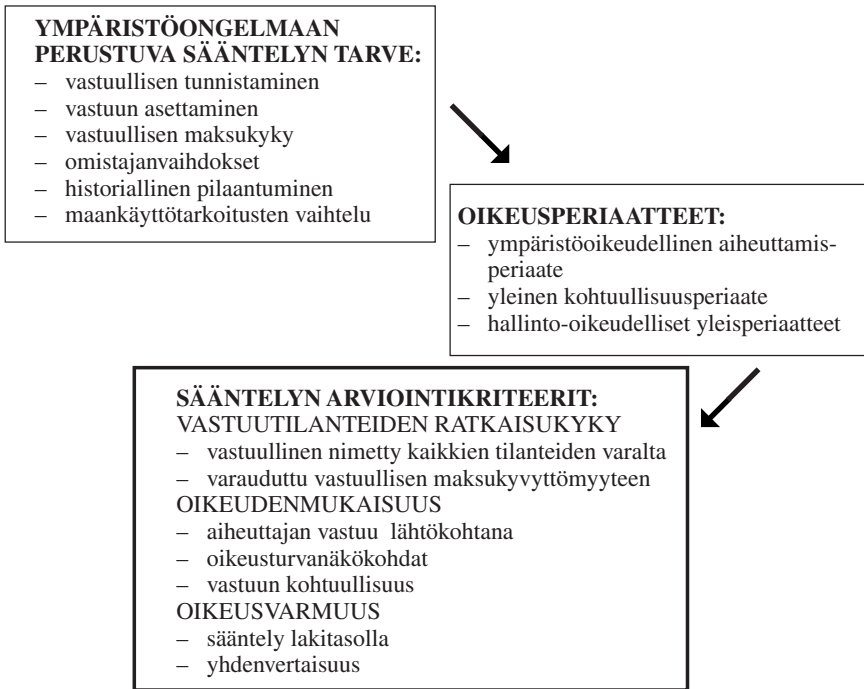 YMPÄRISTÖONGELMAAN
PERUSTUVA SÄÄNTELYN TARVE:
– vastuullisen tunnistaminen
– vastuun asettaminen
– vastuullisen maksukyky
– omistajanvaihdokset
– historiallinen pilaantuminen
– maankäyttötarkoitusten vaihtelu
OIKEUSPERIAATTEET:
– ympäristöoikeudellinen aiheuttamis-
periaate
– yleinen kohtuullisuusperiaate
– hallinto-oikeudelliset yleisperiaatteet
SÄÄNTELYN ARVIOINTIKRITEERIT:
VASTUUTILANTEIDEN RATKAISUKYKY
– vastuullinen nimetty kaikkien tilanteiden varalta
– varauduttu vastuullisen maksukyvyttömyyteen
OIKEUDENMUKAISUUS
– aiheuttajan vastuu lähtökohtana
– oikeusturvanäkökohdat
– vastuun kohtuullisuus
OIKEUSVARMUUS
– sääntely lakitasolla
– yhdenvertaisuus